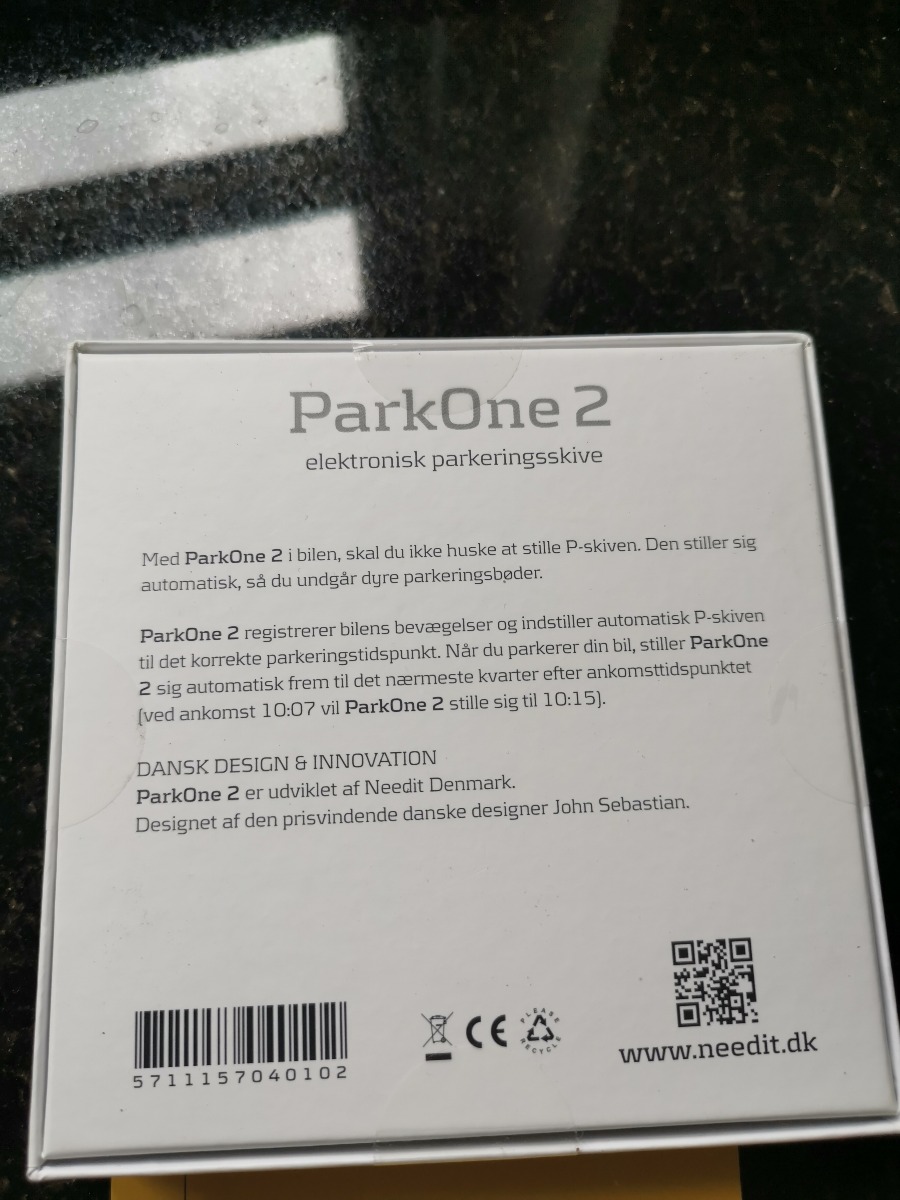 ParkOne 2
elektronisk parkeringsskive
Med ParkOne 2 i bilen, skal du ikke huske at stille P-skiven. Den stiller sig
automatisk, så du undgår dyre parkeringsbøder.
ParkOne 2 registrerer bilens bevægelser og indstiller automatisk P-skiven
til det korrekte parkeringstidspunkt. Når du parkerer din bil, stiller ParkOne
2 sig automatisk frem til det nærmeste kvarter efter ankomsttidspunktet
(ved ankomst 10:07 vil ParkOne 2 stille sig til 10:15).
DANSK DESIGN & INNOVATION
ParkOne 2 er udviklet af Needit Denmark.
Designet af den prisvindende danske designer John Sebastian.
5711157040102
CE
PLEASE RECYCLE
www.needit.dk